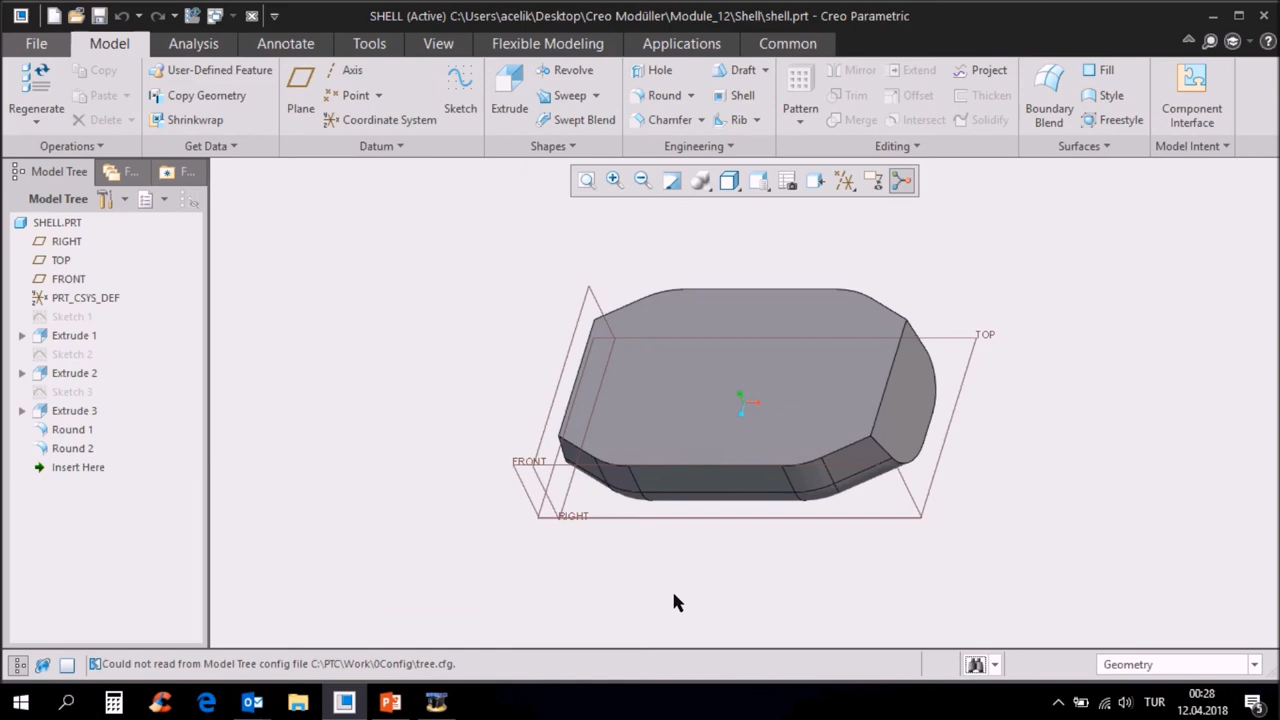 SHELL (Active) C:\Users\acelik\Desktop\Creo Modüller\Module_12\Shell\shell.prt - Creo Parametric
File Model Analysis Annotate Tools View Flexible Modeling Applications Common
Regenerate
Copy
Paste
Delete
Operations
User-Defined Feature
Copy Geometry
Shrinkwrap
Get Data
Plane
Axis
Point
Coordinate System
Sketch
Datum
Extrude
Revolve
Sweep
Swept Blend
Shapes
Hole
Round
Chamfer
Draft
Shell
Rib
Engineering
Pattern
Mirror
Trim
Merge
Extend
Offset
Intersect
Project
Thicken
Solidify
Editing
Boundary
Blend
Fill
Style
Freestyle
Surfaces
Component
Interface
Model Intent
Model Tree F... F...
Model Tree
SHELL.PRT
RIGHT
TOP
FRONT
PRT_CSYS_DEF
Sketch 1
Extrude 1
Sketch 2
Extrude 2
Sketch 3
Extrude 3
Round 1
Round 2
Insert Here
TOP
FRONT
RIGHT
Could not read from Model Tree config file C:\PTC\Work\0Config\tree.cfg.
Geometry
TUR
00:28
12.04.2018
5